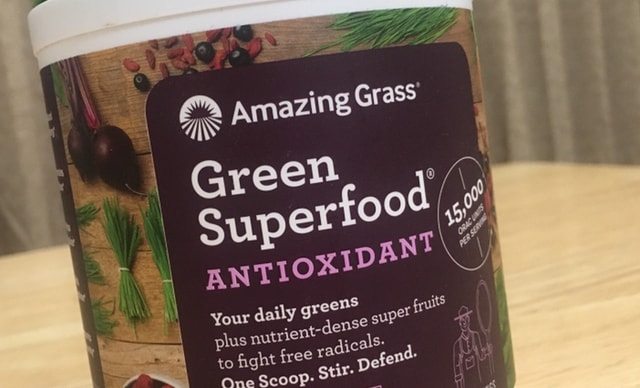 Amazing Grass®
Green
Superfood®
ANTIOXIDANT
15,000
ORAC UNITS
PER SERVING
Your daily greens
plus nutrient-dense super fruits
to fight free radicals.
One Scoop. Stir. Defend.